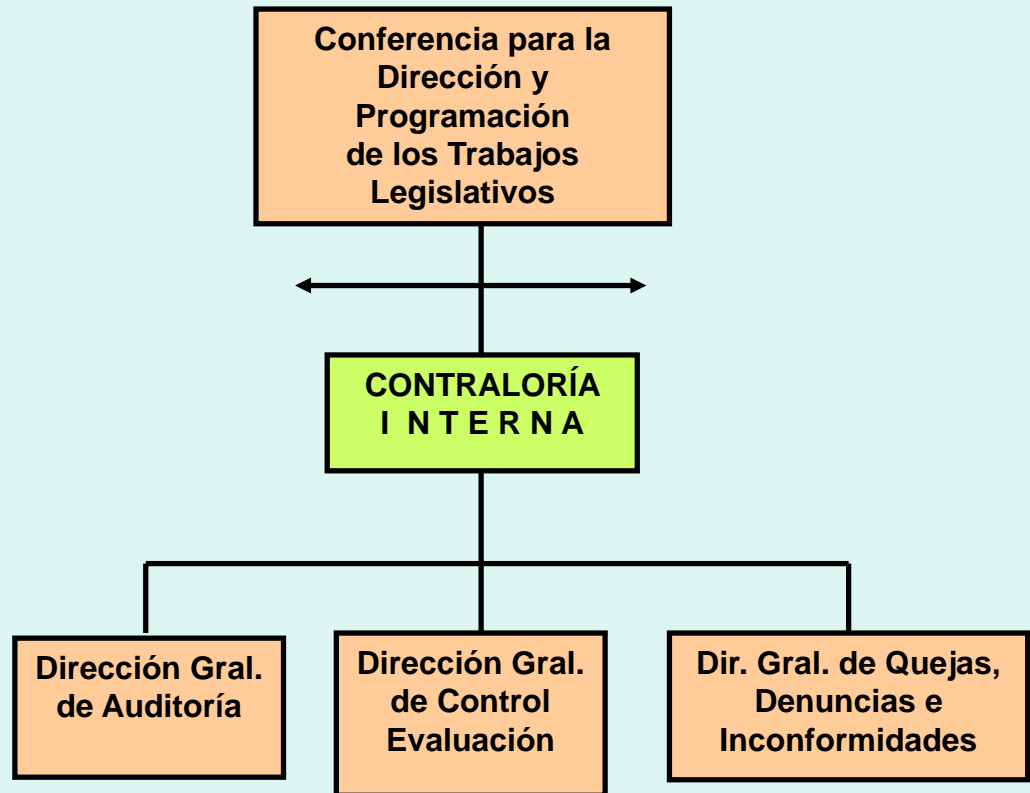 Conferencia para la
Dirección y
Programación
de los Trabajos
Legislativos
CONTRALORÍA
I N T E R N A
Dirección Gral.
de Auditoría
Dirección Gral.
de Control
Evaluación
Dir. Gral. de Quejas,
Denuncias e
Inconformidades